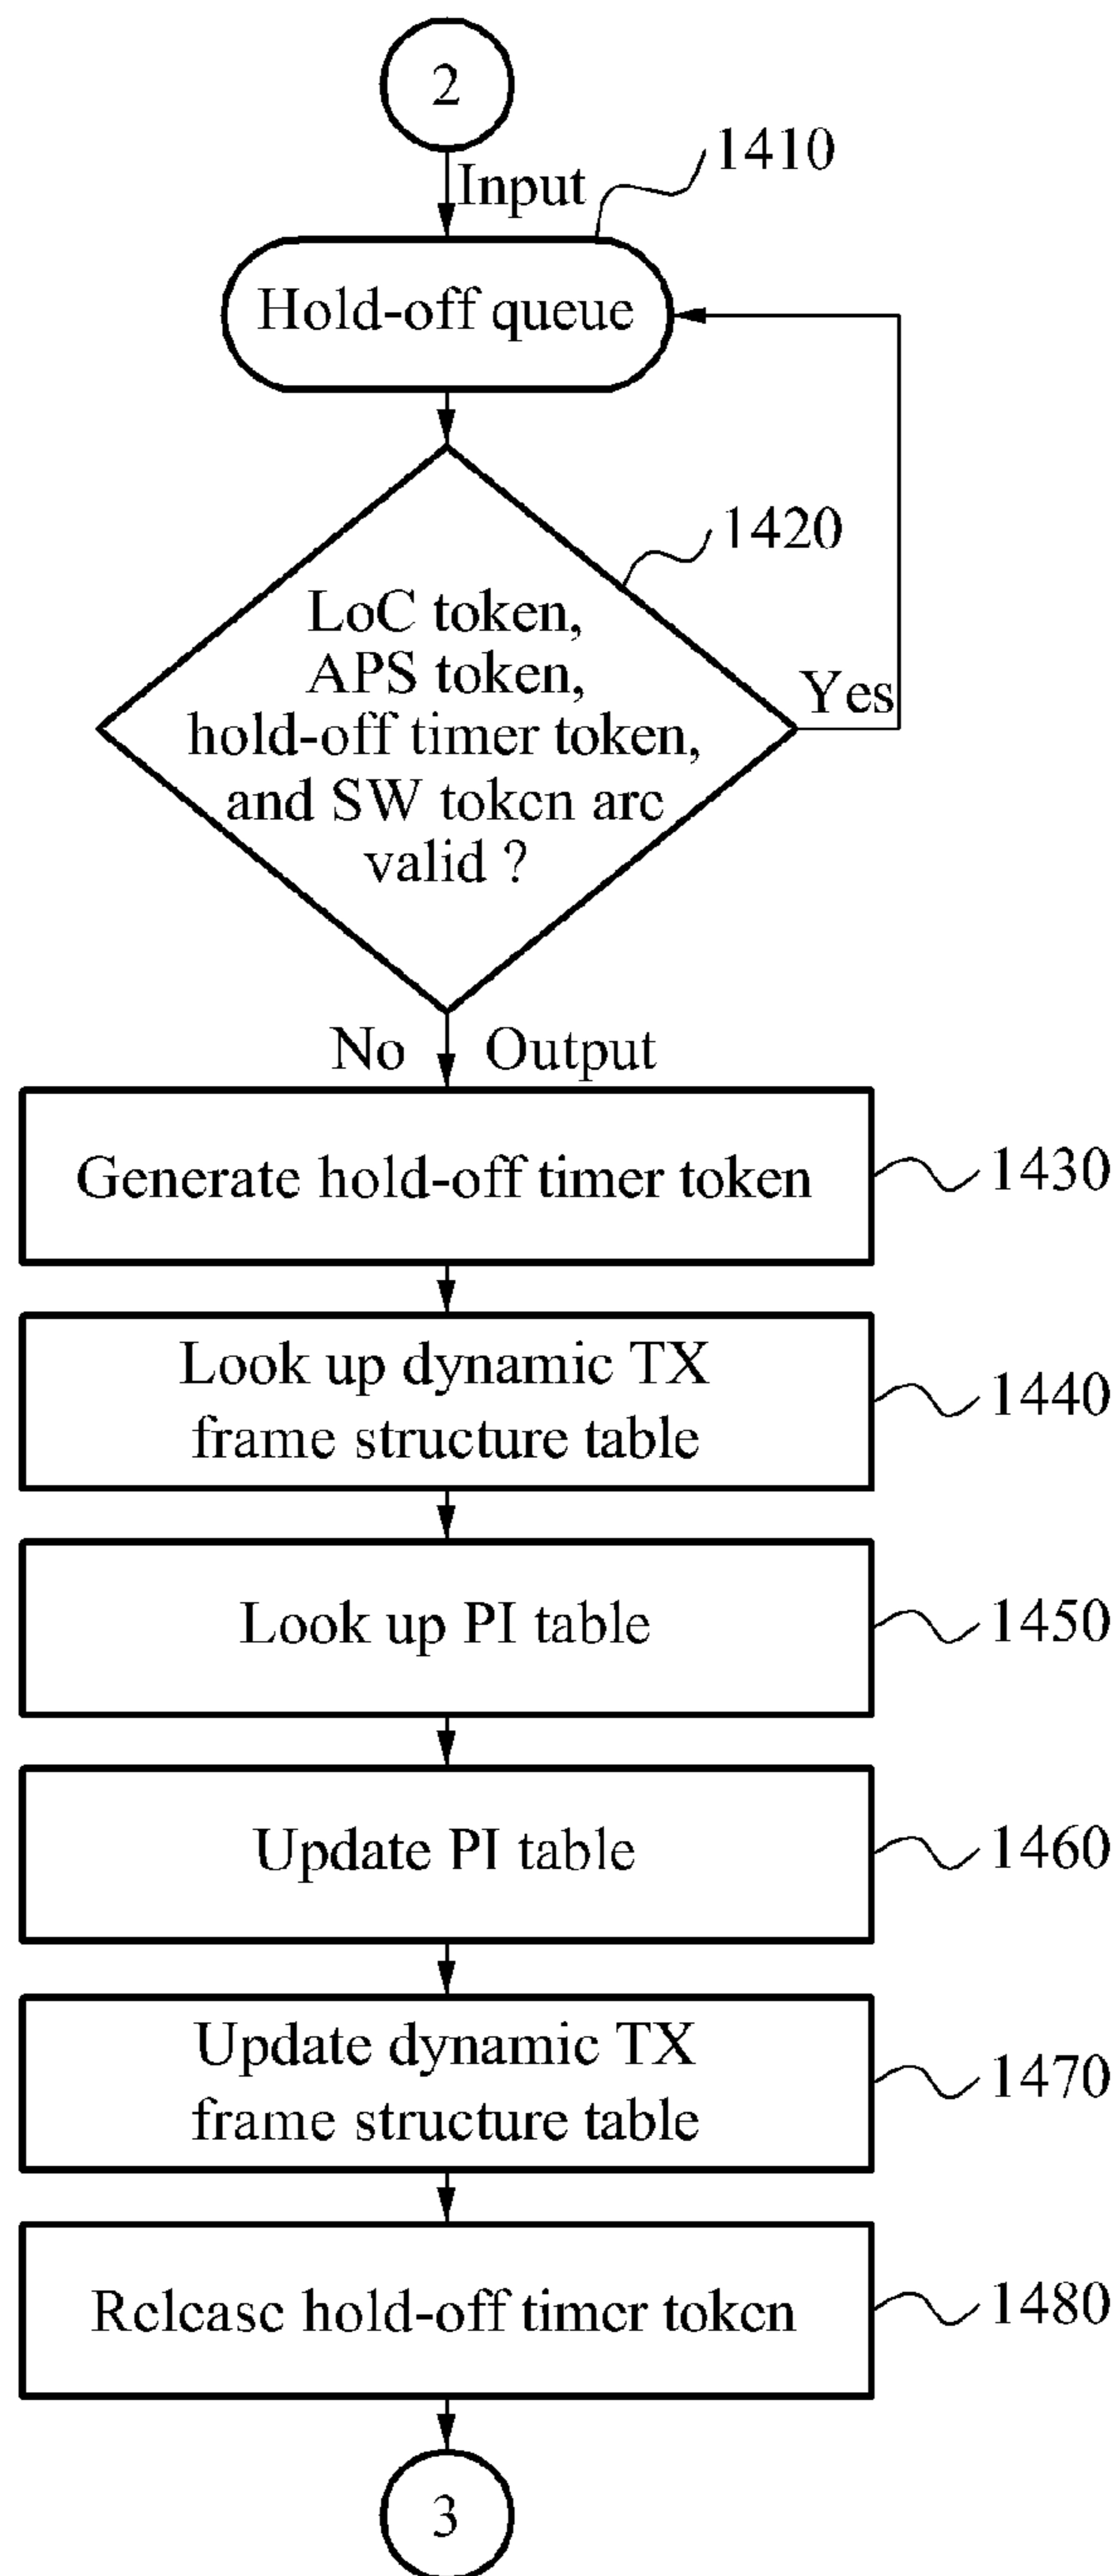 2
Input
1410
Hold-off queue
1420
LoC token,
APS token,
hold-off timer token,
and SW token are
valid ?
Yes
No
Output
Generate hold-off timer token
1430
Look up dynamic TX
frame structure table
1440
Look up PI table
1450
Update PI table
1460
Update dynamic TX
frame structure table
1470
Release hold-off timer token
1480
3